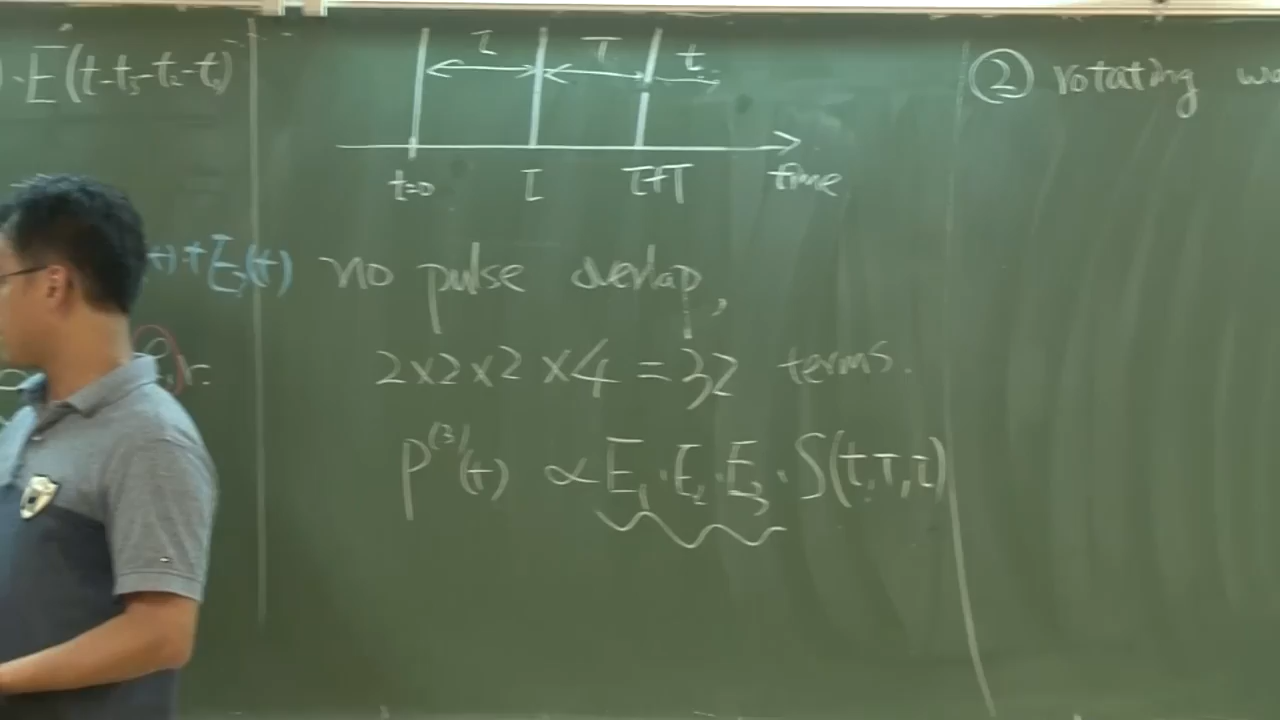 ·E(t-t₃-t₂-t₁)
(t)+E₃(t)
r.
τ T t
t=0 τ τ+T time
no pulse overlap,
2×2×2×4=32 terms.
P⁽³⁾(t) ∝ E₁·E₂·E₃·S(t,T,τ)
② rotating